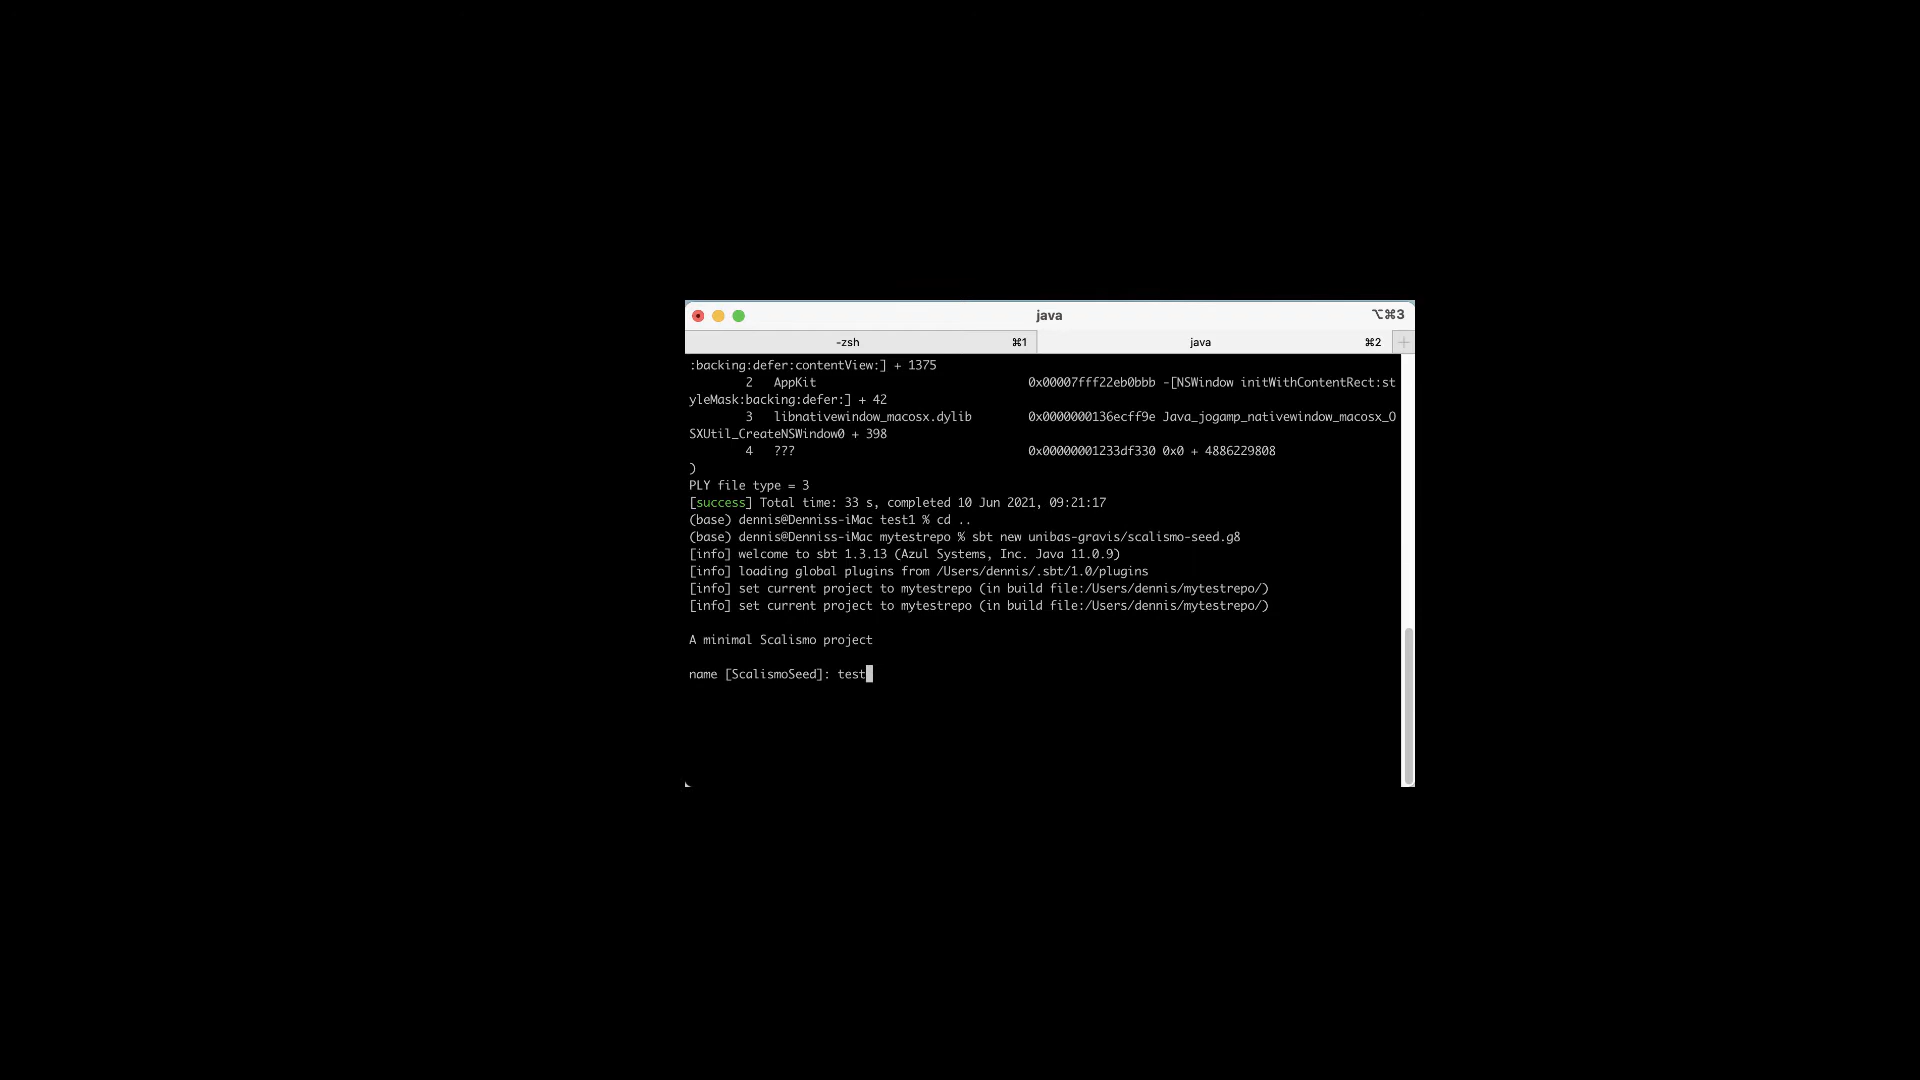 java ⌥⌘3
-zsh ⌘1 java ⌘2 +
:backing:defer:contentView:] + 1375
2 AppKit 0x00007fff22eb0bbb -[NSWindow initWithContentRect:st
yleMask:backing:defer:] + 42
3 libnativewindow_macosx.dylib 0x0000000136ecff9e Java_jogamp_nativewindow_macosx_O
SXUtil_CreateNSWindow0 + 398
4 ??? 0x00000001233df330 0x0 + 4886229808
)
PLY file type = 3
[success] Total time: 33 s, completed 10 Jun 2021, 09:21:17
(base) dennis@Denniss-iMac test1 % cd ..
(base) dennis@Denniss-iMac mytestrepo % sbt new unibas-gravis/scalismo-seed.g8
[info] welcome to sbt 1.3.13 (Azul Systems, Inc. Java 11.0.9)
[info] loading global plugins from /Users/dennis/.sbt/1.0/plugins
[info] set current project to mytestrepo (in build file:/Users/dennis/mytestrepo/)
[info] set current project to mytestrepo (in build file:/Users/dennis/mytestrepo/)
A minimal Scalismo project
name [ScalismoSeed]: test